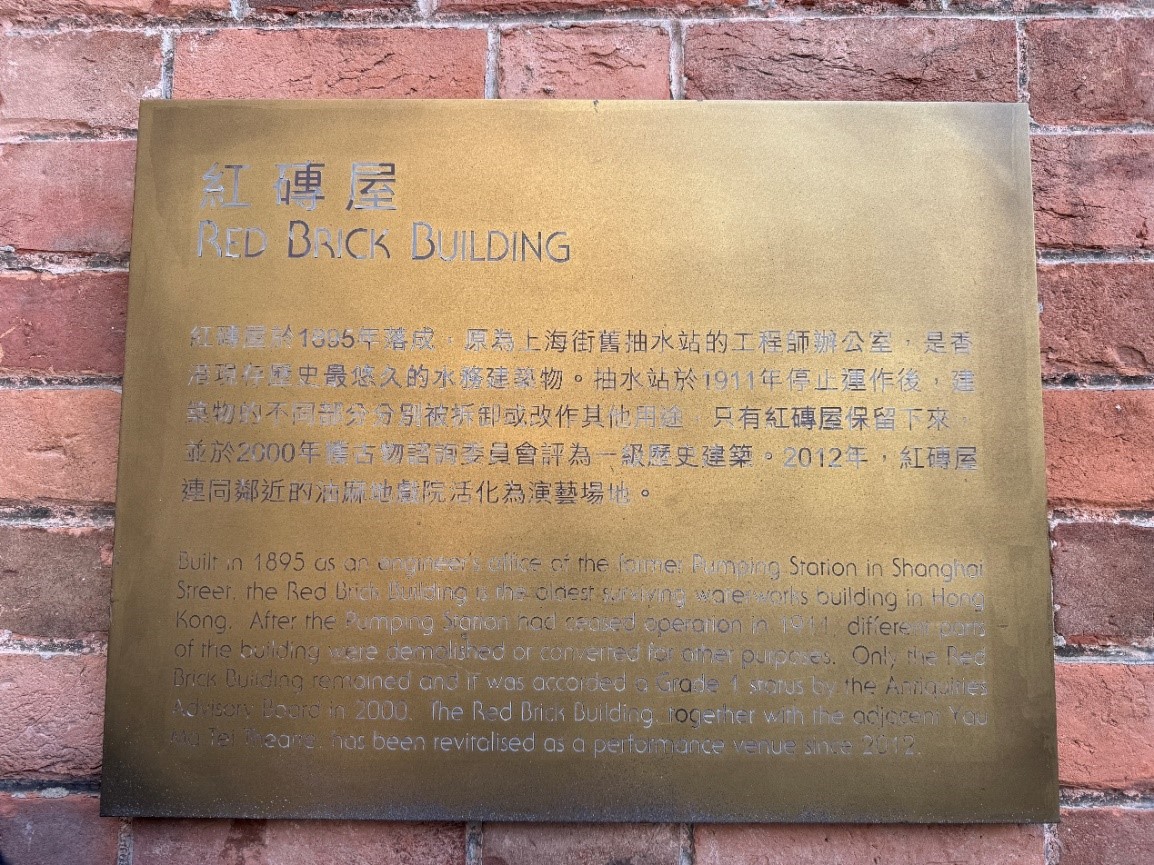 紅磚屋
RED BRICK BUILDING
紅磚屋於1895年落成，原為上海街舊抽水站的工程師辦公室，是香
港現存歷史最悠久的水務建築物。抽水站於1911年停止運作後，建
築物的不同部分分別被拆卸或改作其他用途，只有紅磚屋保留下來，
並於2000年獲古物諮詢委員會評為一級歷史建築。2012年，紅磚屋
連同鄰近的油麻地戲院活化為演藝場地。
Built in 1895 as an engineer's office of the former Pumping Station in Shanghai
Street, the Red Brick Building is the oldest surviving waterworks building in Hong
Kong. After the Pumping Station had ceased operation in 1911, different parts
of the building were demolished or converted for other purposes. Only the Red
Brick Building remained and it was accorded a Grade 1 status by the Antiquities
Advisory Board in 2000. The Red Brick Building, together with the adjacent Yau
Ma Tei Theatre, has been revitalised as a performance venue since 2012.